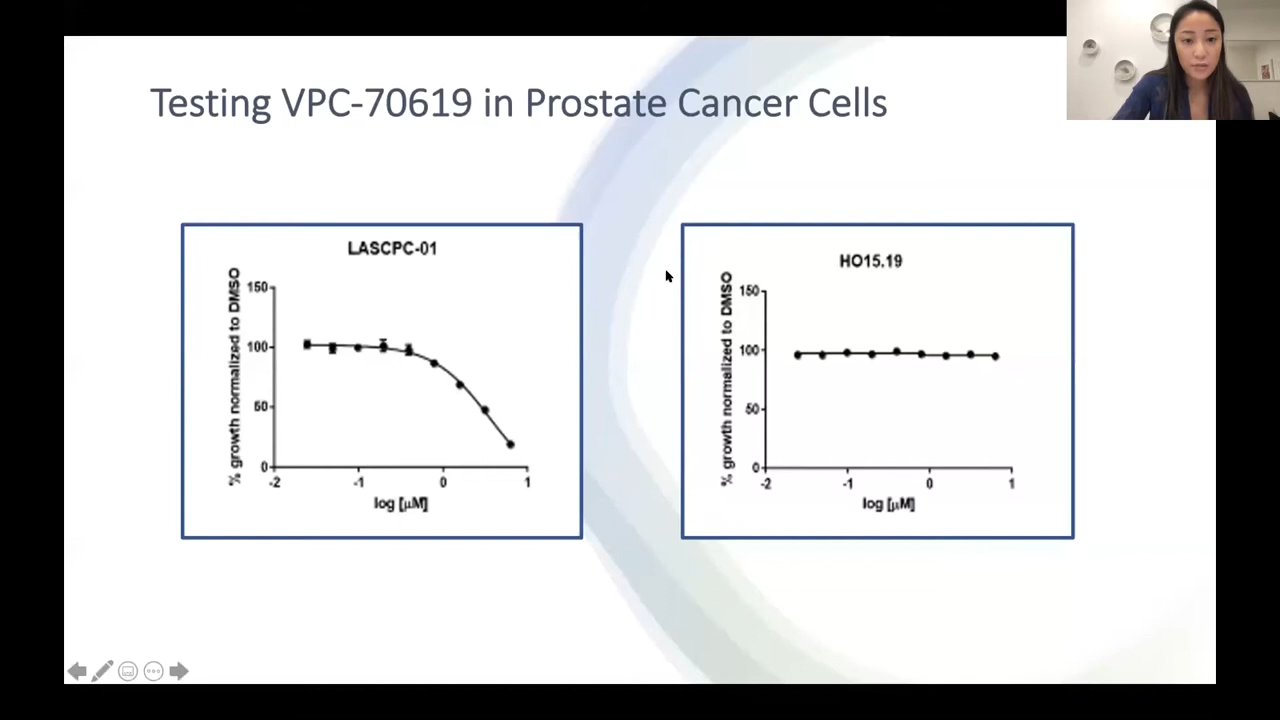 Testing VPC-70619 in Prostate Cancer Cells
LASCPC-01
% growth normalized to DMSO
150
100
50
0
-2
-1
0
1
log [µM]
HO15.19
% growth normalized to DMSO
150
100
50
0
-2
-1
0
1
log [µM]